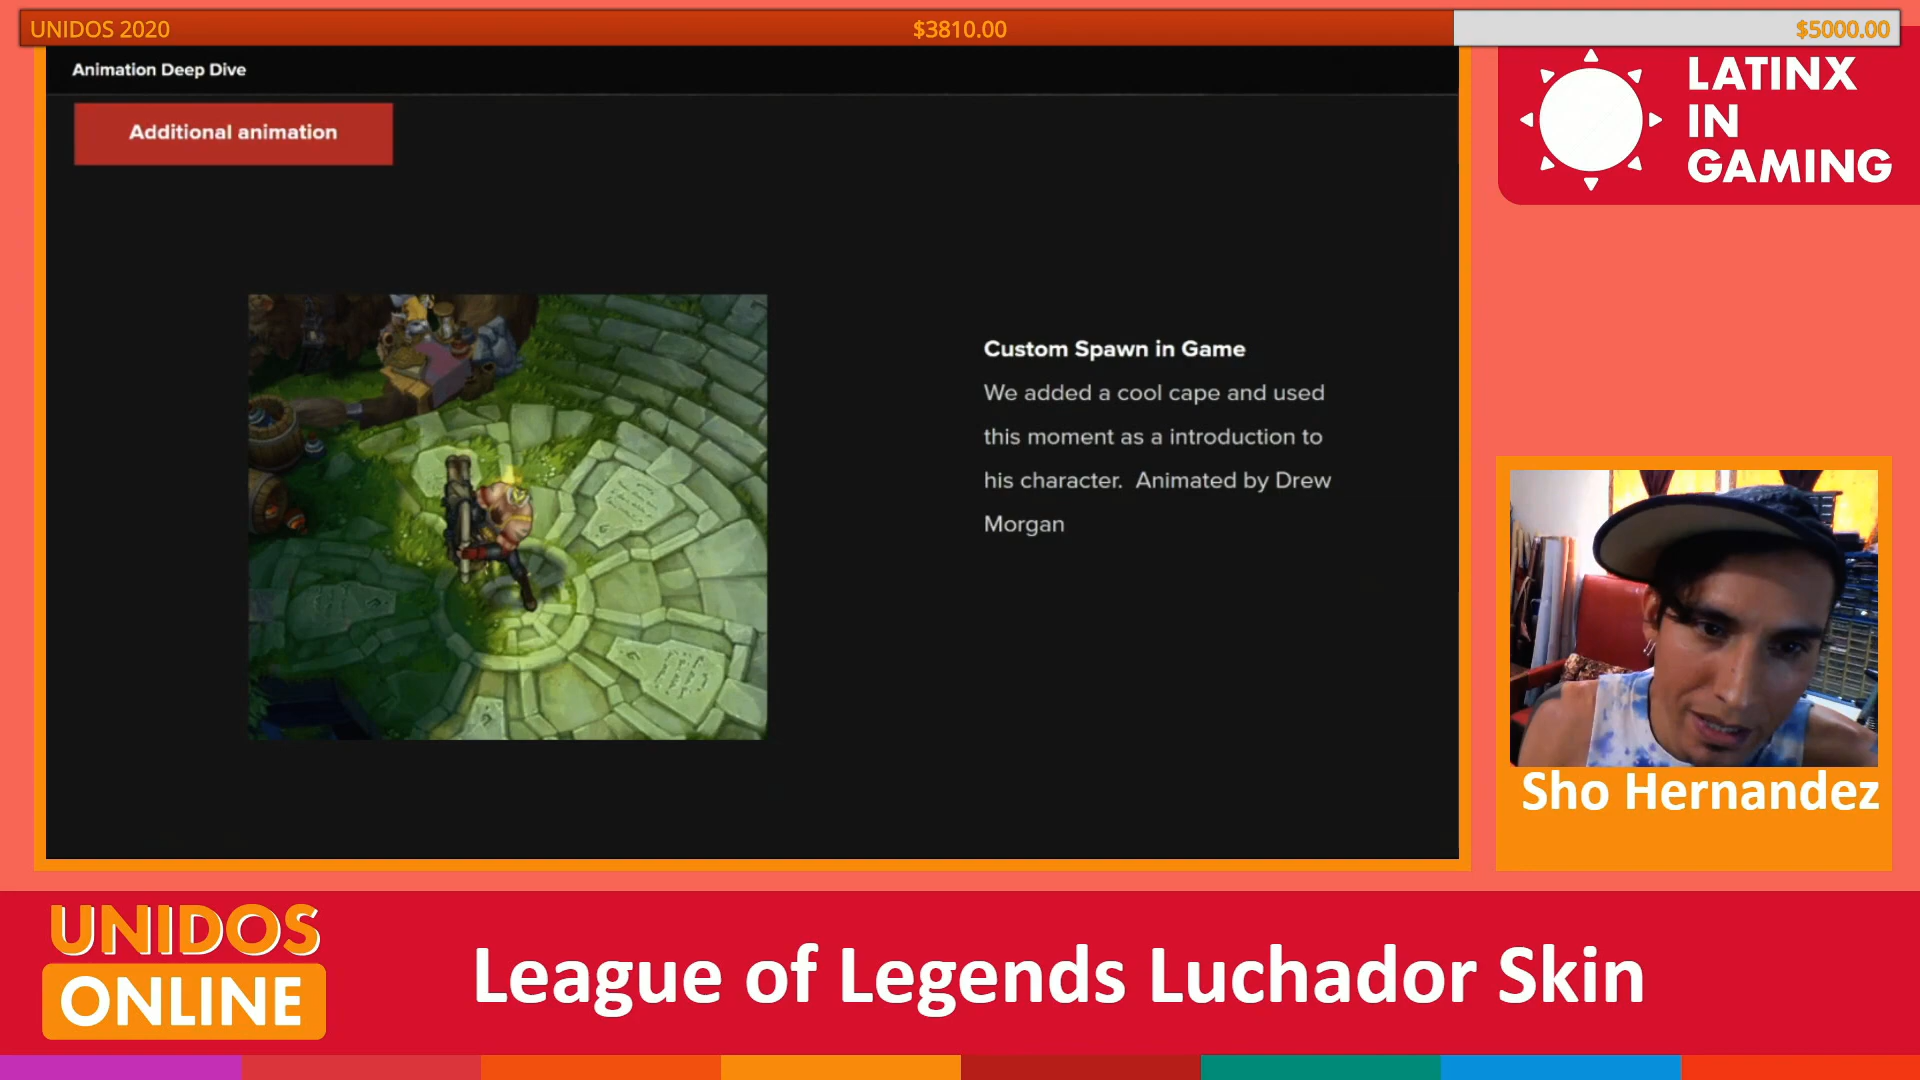 UNIDOS 2020
$3810.00
$5000.00
Animation Deep Dive
Additional animation
Custom Spawn in Game
We added a cool cape and used
this moment as a introduction to
his character. Animated by Drew
Morgan
LATINX
IN
GAMING
Sho Hernandez
UNIDOS
ONLINE
League of Legends Luchador Skin